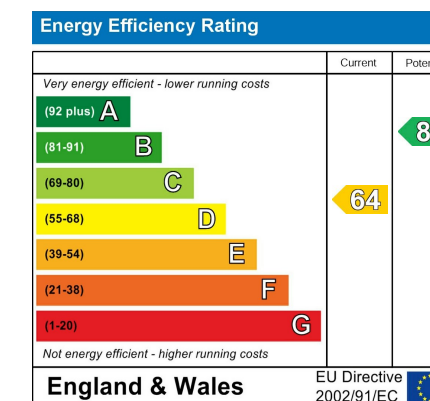 Energy Efficiency Rating
Current
Very energy efficient - lower running costs
(92 plus) A
(81-91) B
(69-80) C
64
(55-68) D
(39-54) E
(21-38) F
(1-20) G
Not energy efficient - higher running costs
England & Wales
EU Directive
2002/91/EC